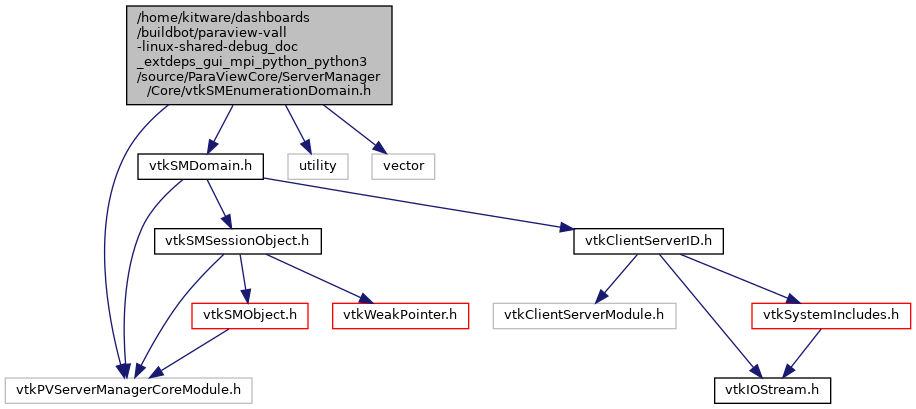 /home/kitware/dashboards
/buildbot/paraview-vall
-linux-shared-debug_doc
_extdeps_gui_mpi_python_python3
/source/ParaViewCore/ServerManager
/Core/vtkSMEnumerationDomain.h
vtkSMDomain.h
utility
vector
vtkSMSessionObject.h
vtkClientServerID.h
vtkSMObject.h
vtkWeakPointer.h
vtkClientServerModule.h
vtkSystemIncludes.h
vtkPVServerManagerCoreModule.h
vtkIOStream.h